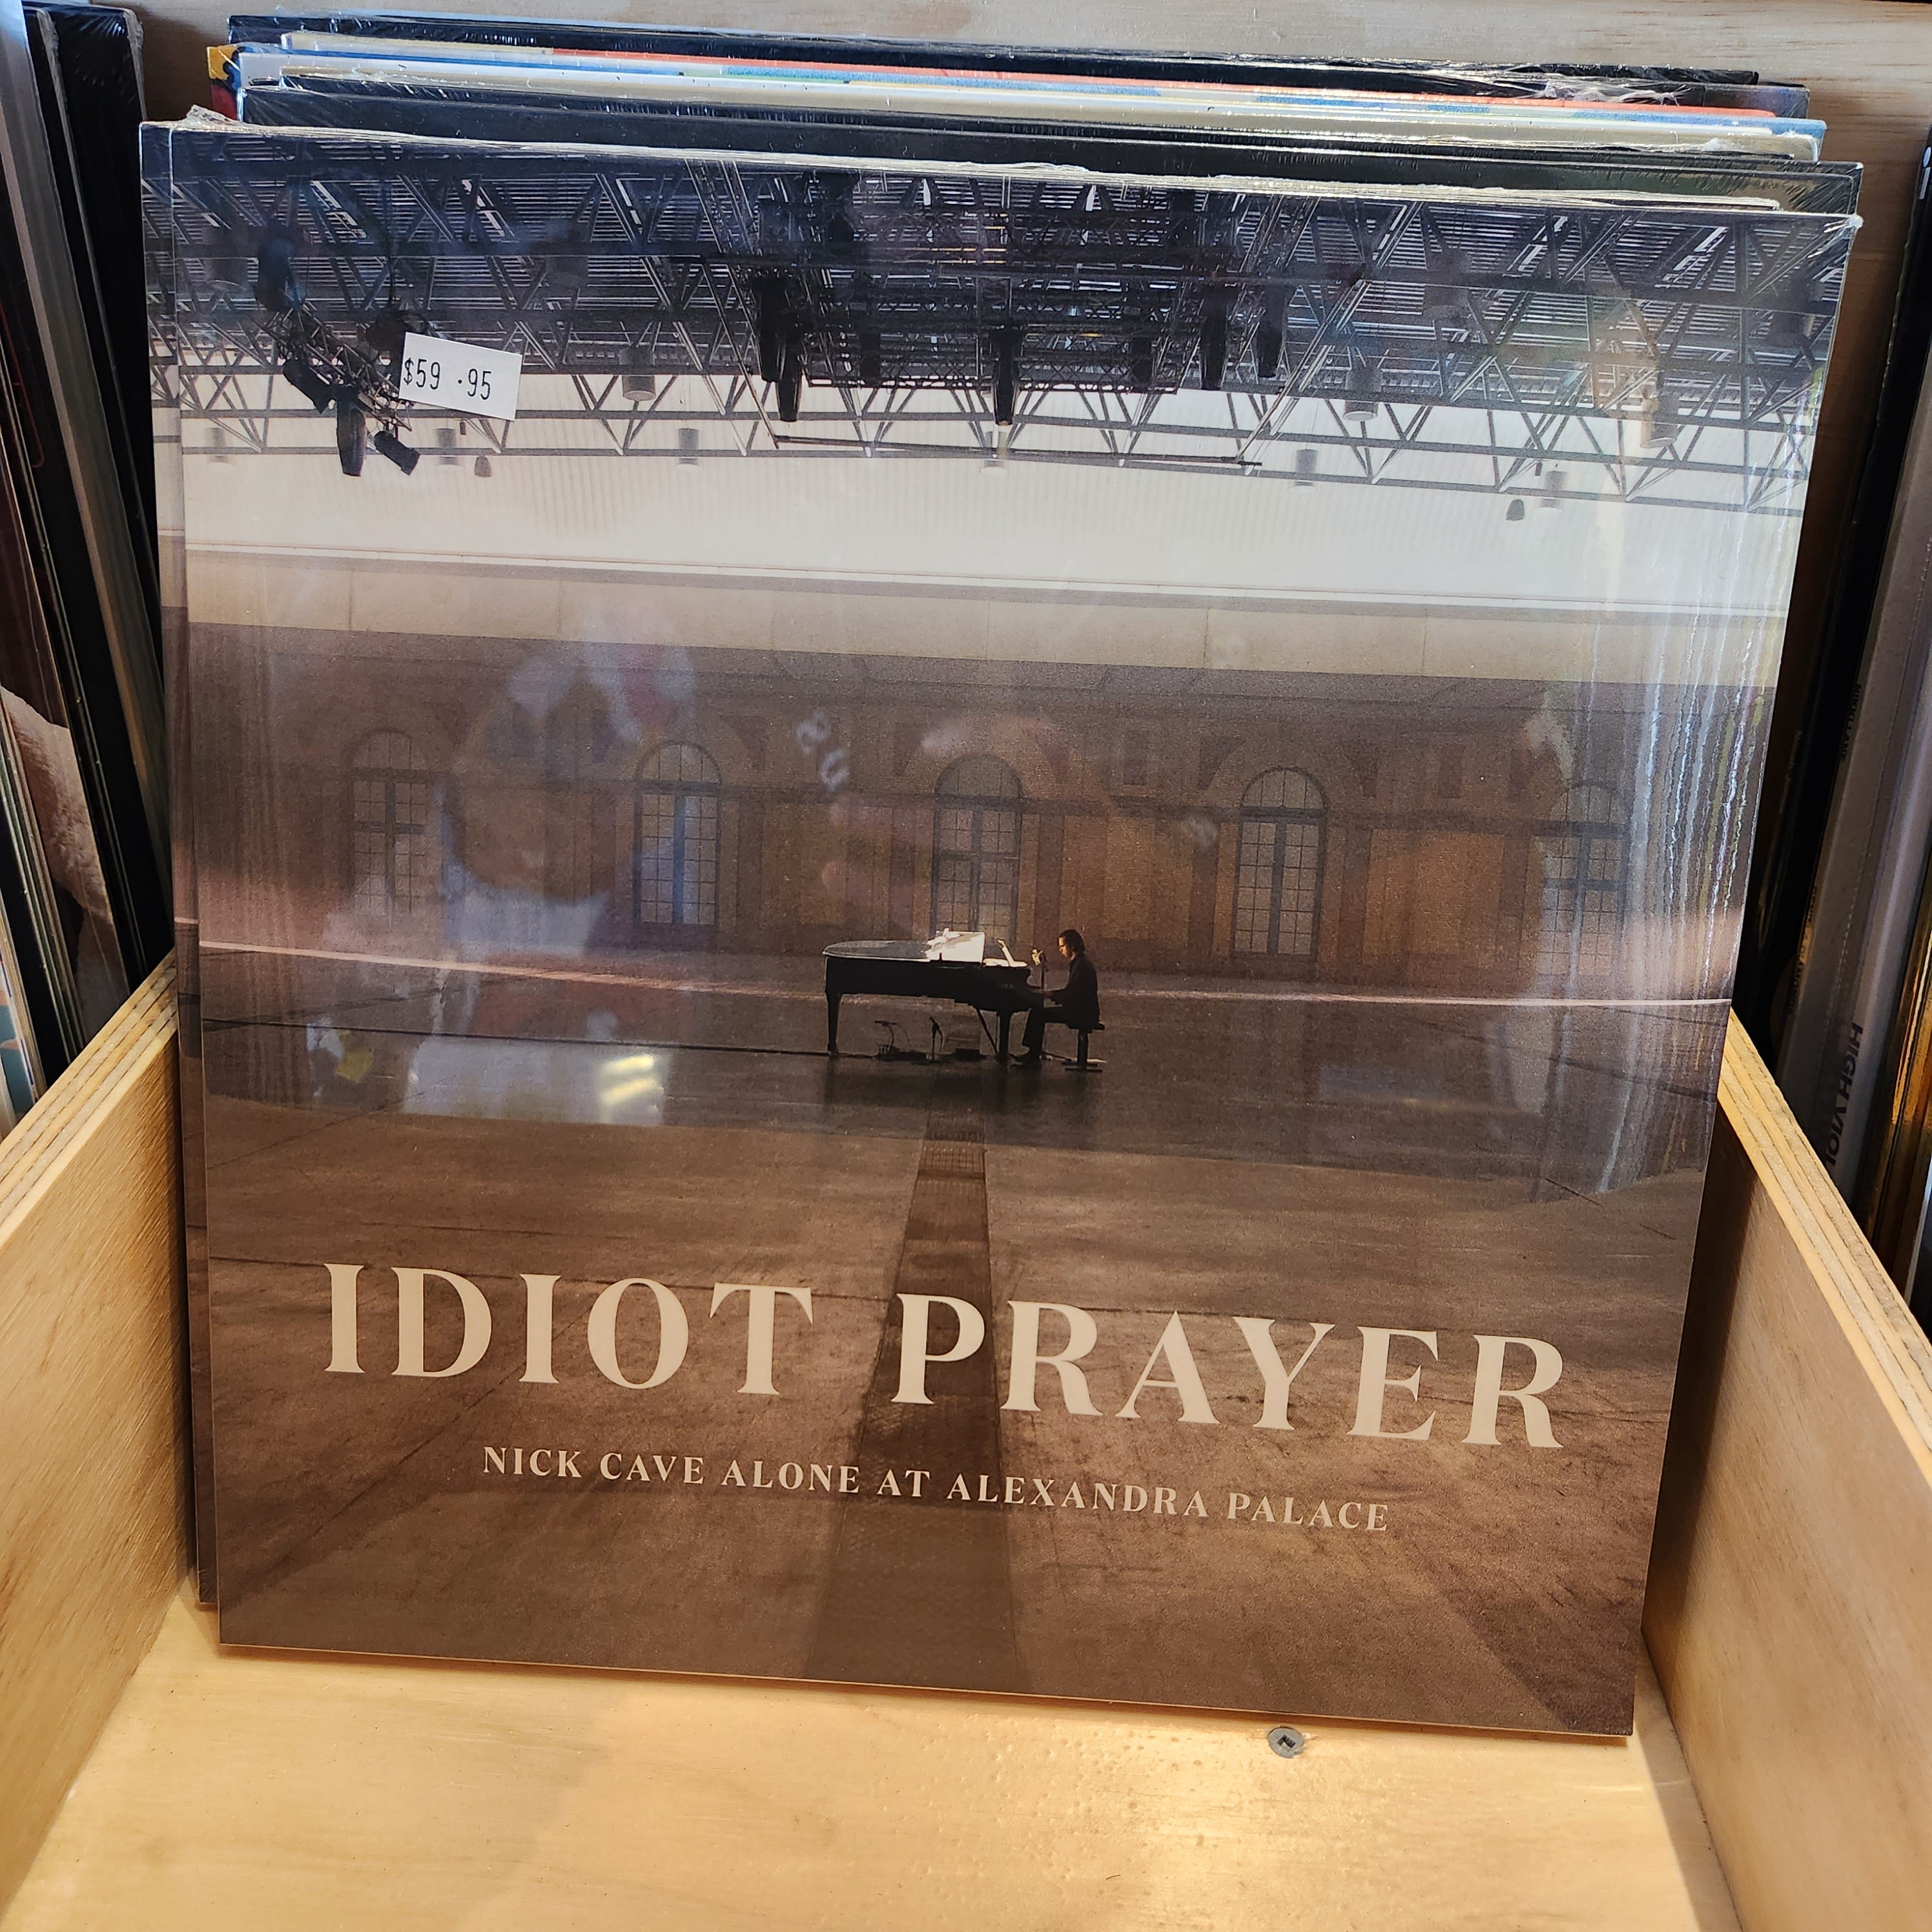 $59 .95
IDIOT PRAYER
NICK CAVE ALONE AT ALEXANDRA PALACE